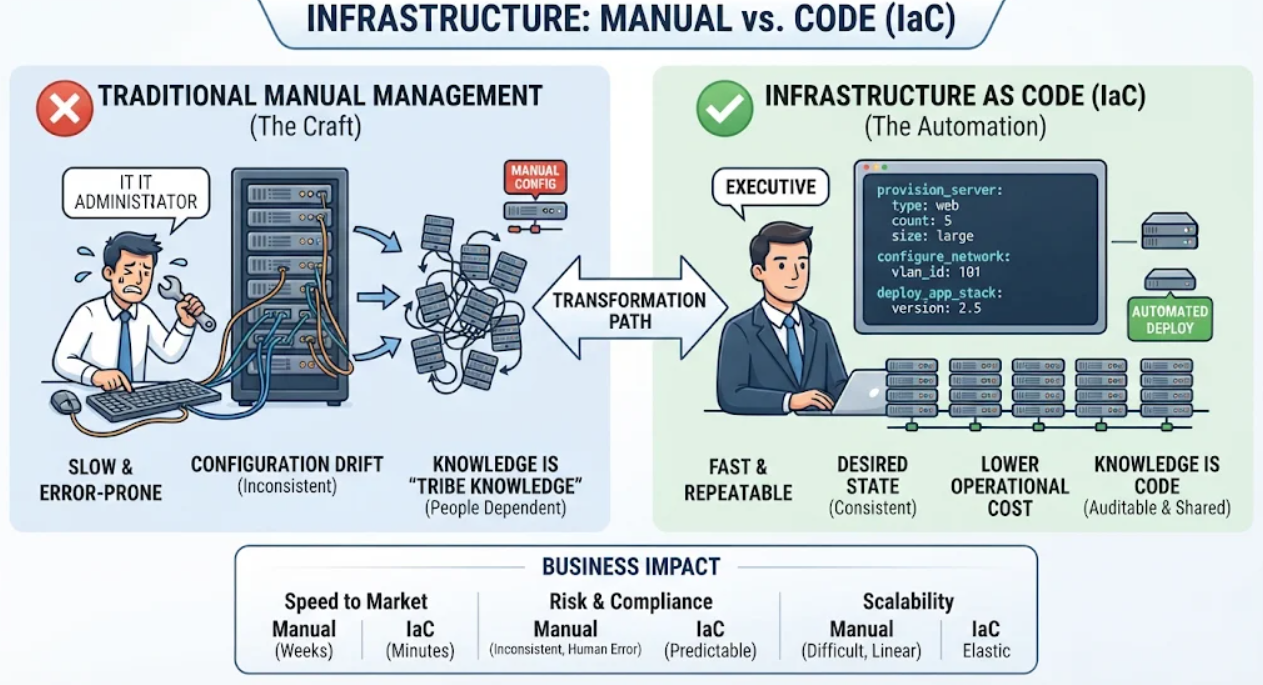 INFRASTRUCTURE: MANUAL vs. CODE (IaC)
TRADITIONAL MANUAL MANAGEMENT
(The Craft)
IT IT
ADMINISTRATOR
MANUAL
CONFIG
SLOW &
ERROR-PRONE
CONFIGURATION DRIFT
(Inconsistent)
KNOWLEDGE IS
“TRIBE KNOWLEDGE”
(People Dependent)
TRANSFORMATION
PATH
INFRASTRUCTURE AS CODE (IaC)
(The Automation)
EXECUTIVE
provision_server:
type: web
count: 5
size: large
configure_network:
vlan_id: 101
deploy_app_stack:
version: 2.5
AUTOMATED
DEPLOY
FAST &
REPEATABLE
DESIRED
STATE
(Consistent)
LOWER
OPERATIONAL
COST
KNOWLEDGE IS
CODE
(Auditable & Shared)
BUSINESS IMPACT
Speed to Market
Manual
(Weeks)
IaC
(Minutes)
Risk & Compliance
Manual
(Inconsistent, Human Error)
IaC
(Predictable)
Scalability
Manual
(Difficult, Linear)
IaC
Elastic